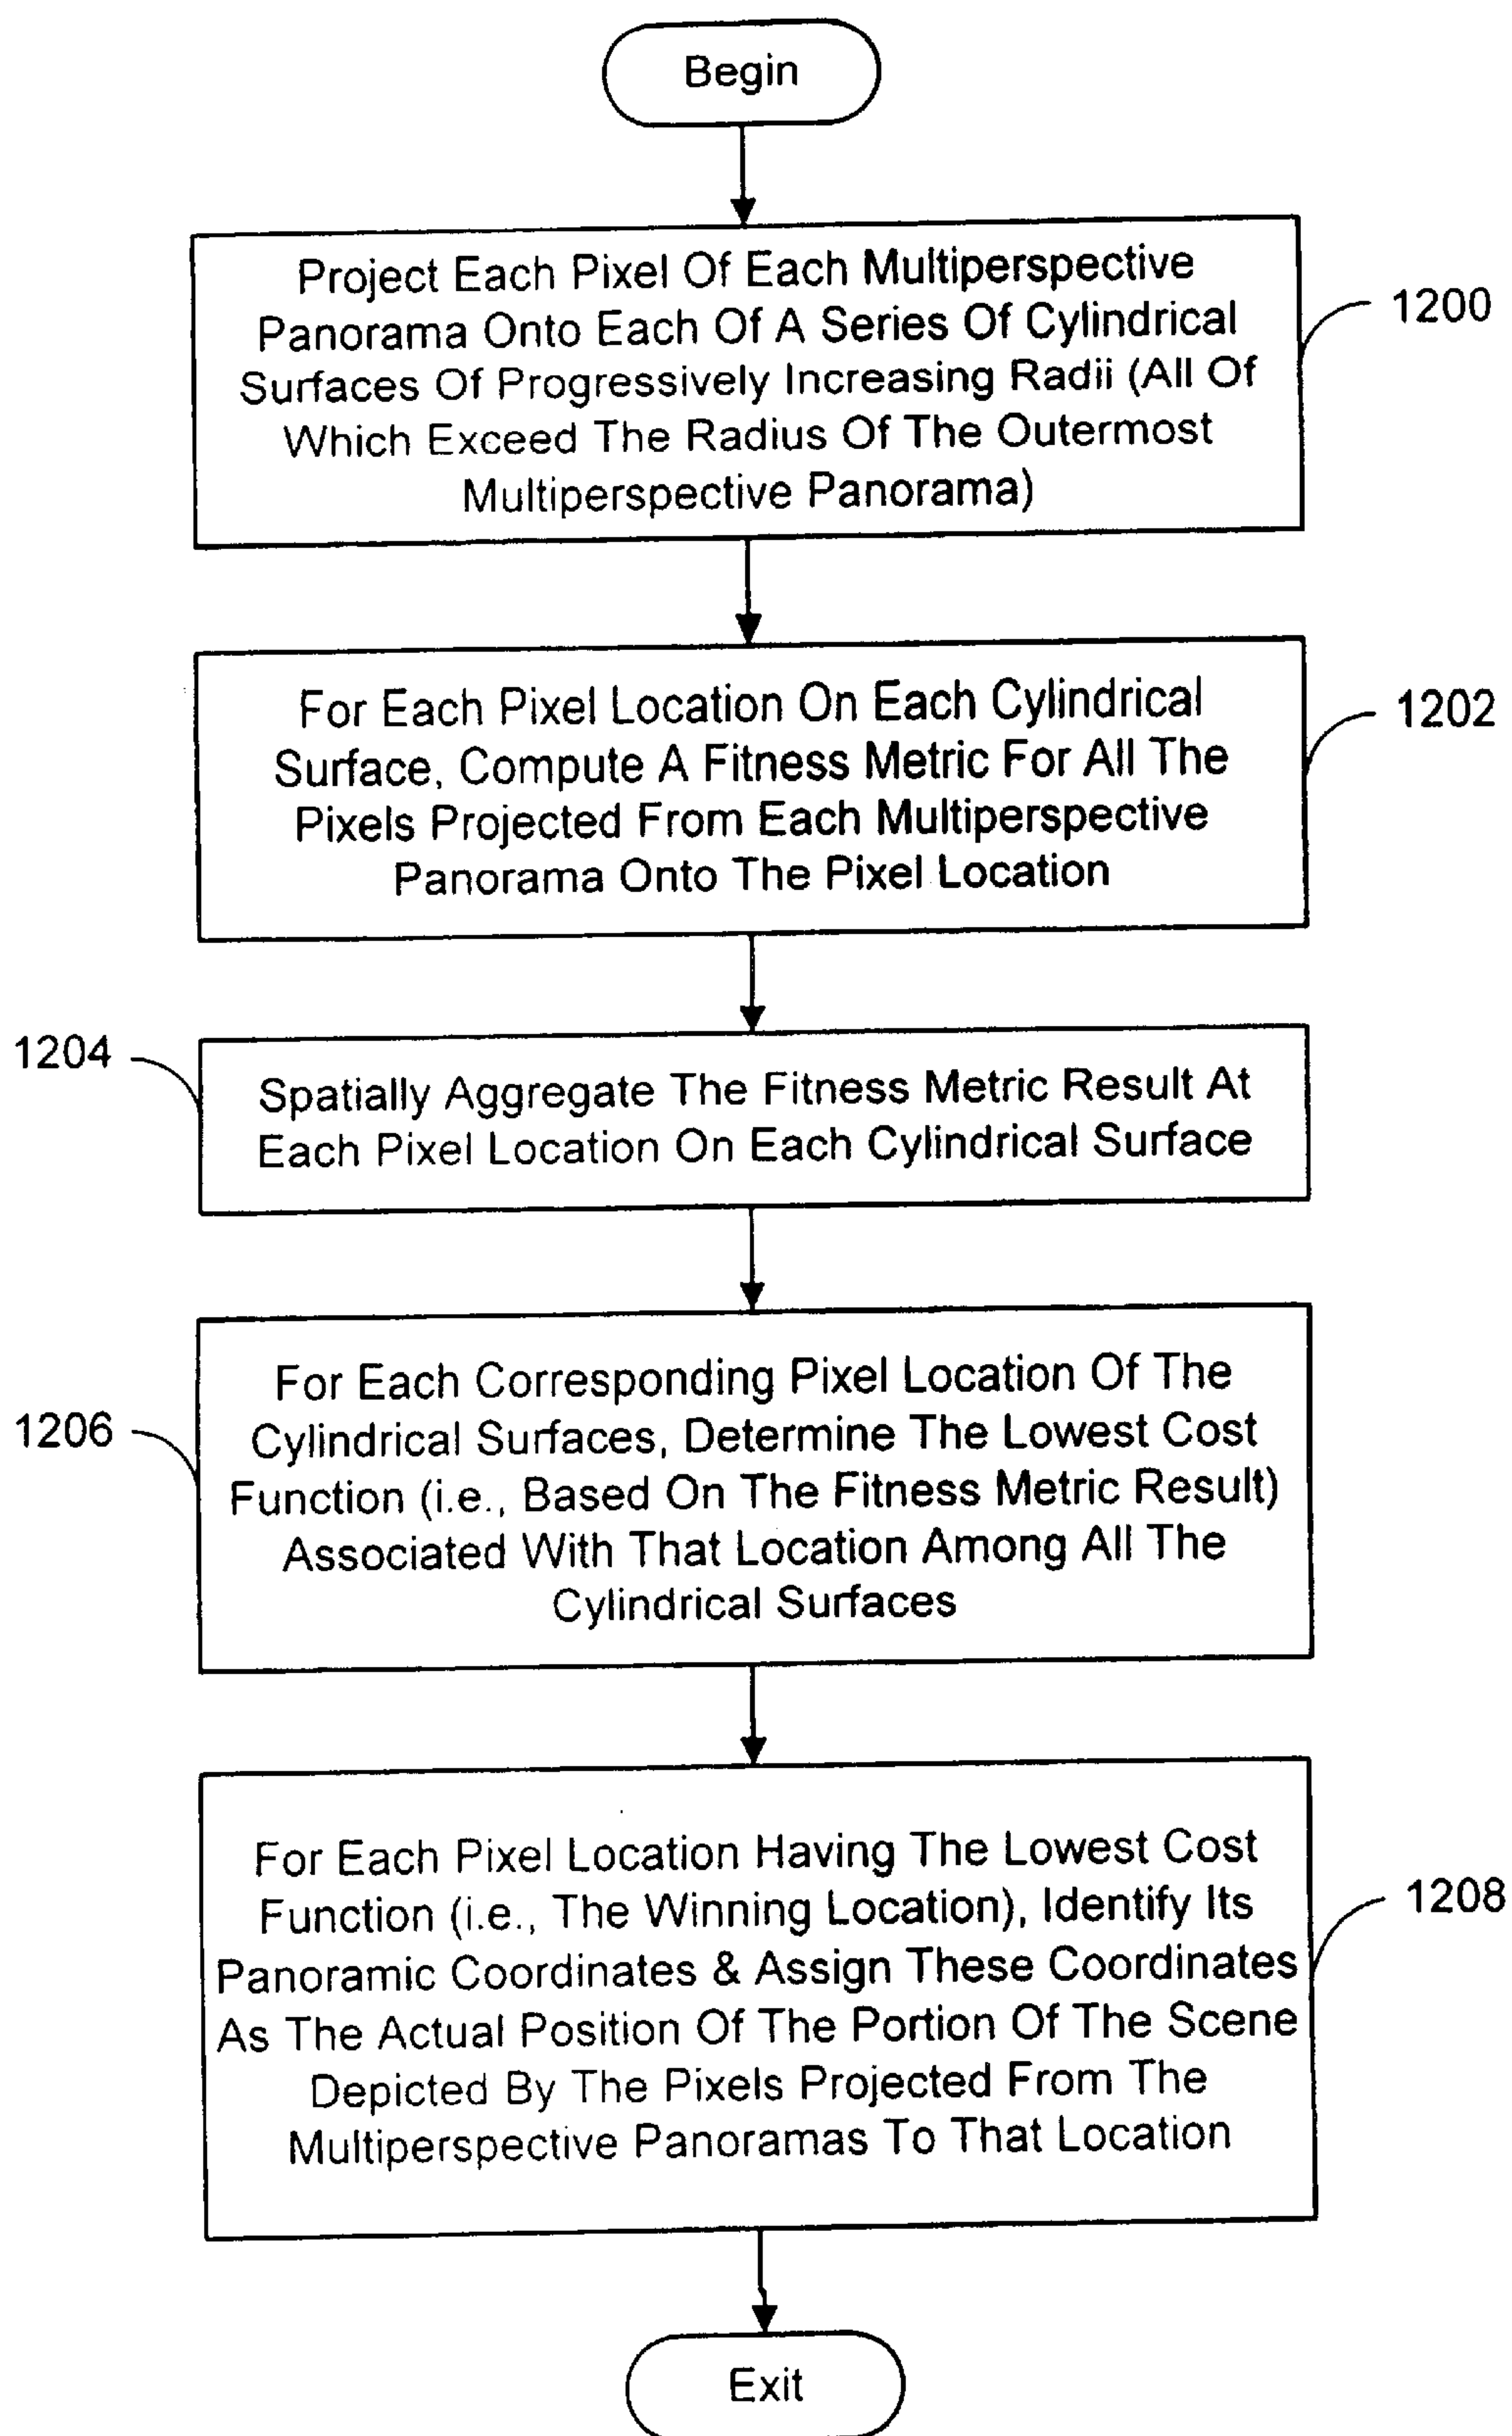 Begin
Project Each Pixel Of Each Multiperspective
Panorama Onto Each Of A Series Of Cylindrical
Surfaces Of Progressively Increasing Radii (All Of
Which Exceed The Radius Of The Outermost
Multiperspective Panorama)
1200
For Each Pixel Location On Each Cylindrical
Surface, Compute A Fitness Metric For All The
Pixels Projected From Each Multiperspective
Panorama Onto The Pixel Location
1202
1204
Spatially Aggregate The Fitness Metric Result At
Each Pixel Location On Each Cylindrical Surface
1206
For Each Corresponding Pixel Location Of The
Cylindrical Surfaces, Determine The Lowest Cost
Function (i.e., Based On The Fitness Metric Result)
Associated With That Location Among All The
Cylindrical Surfaces
For Each Pixel Location Having The Lowest Cost
Function (i.e., The Winning Location), Identify Its
Panoramic Coordinates & Assign These Coordinates
As The Actual Position Of The Portion Of The Scene
Depicted By The Pixels Projected From The
Multiperspective Panoramas To That Location
1208
Exit